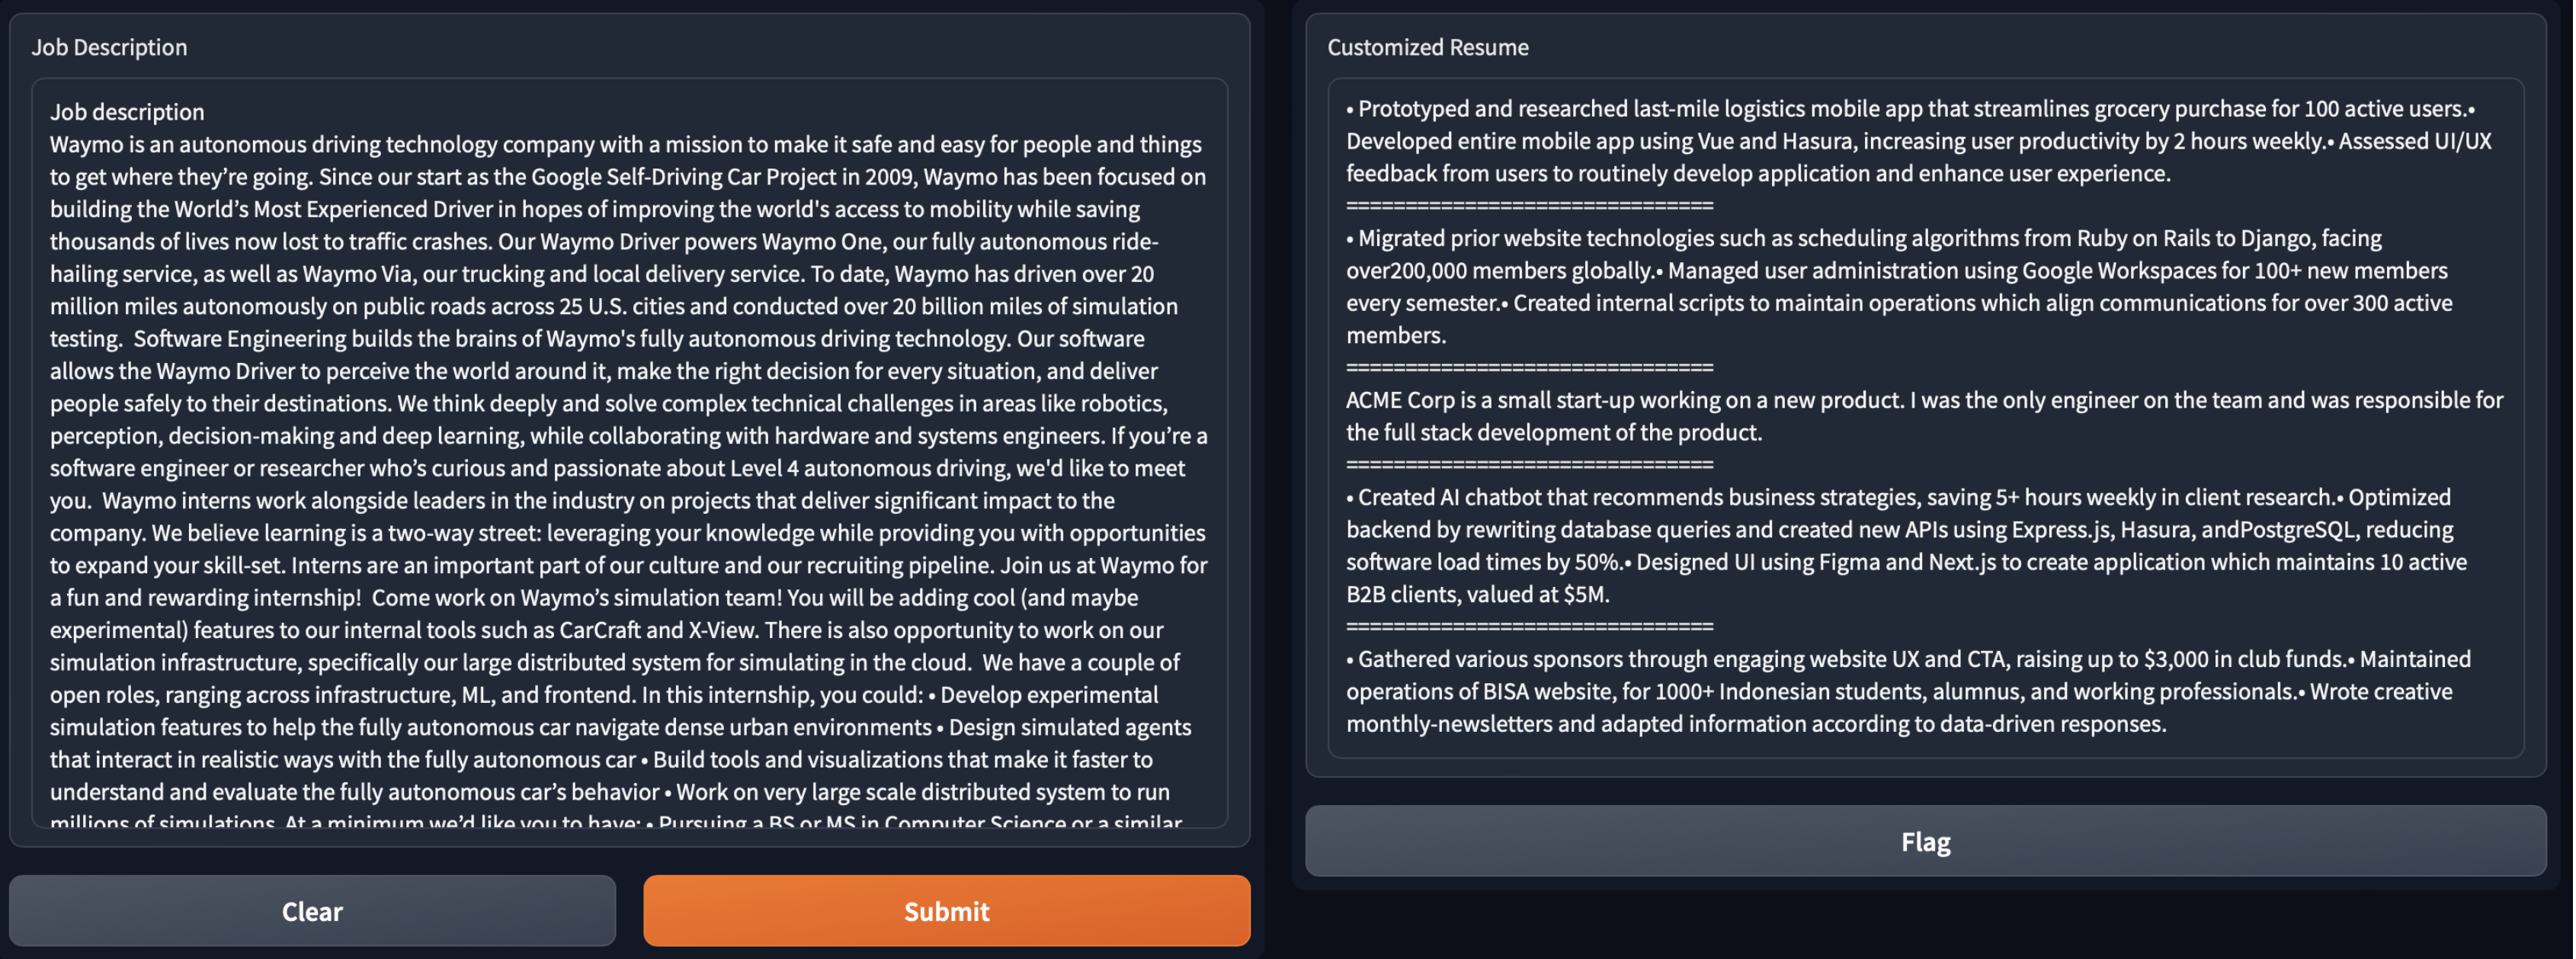 Job Description
Job description
Waymo is an autonomous driving technology company with a mission to make it safe and easy for people and things
to get where they’re going. Since our start as the Google Self-Driving Car Project in 2009, Waymo has been focused on
building the World’s Most Experienced Driver in hopes of improving the world's access to mobility while saving
thousands of lives now lost to traffic crashes. Our Waymo Driver powers Waymo One, our fully autonomous ride-
hailing service, as well as Waymo Via, our trucking and local delivery service. To date, Waymo has driven over 20
million miles autonomously on public roads across 25 U.S. cities and conducted over 20 billion miles of simulation
testing.  Software Engineering builds the brains of Waymo's fully autonomous driving technology. Our software
allows the Waymo Driver to perceive the world around it, make the right decision for every situation, and deliver
people safely to their destinations. We think deeply and solve complex technical challenges in areas like robotics,
perception, decision-making and deep learning, while collaborating with hardware and systems engineers. If you’re a
software engineer or researcher who’s curious and passionate about Level 4 autonomous driving, we'd like to meet
you.  Waymo interns work alongside leaders in the industry on projects that deliver significant impact to the
company. We believe learning is a two-way street: leveraging your knowledge while providing you with opportunities
to expand your skill-set. Interns are an important part of our culture and our recruiting pipeline. Join us at Waymo for
a fun and rewarding internship!  Come work on Waymo’s simulation team! You will be adding cool (and maybe
experimental) features to our internal tools such as CarCraft and X-View. There is also opportunity to work on our
simulation infrastructure, specifically our large distributed system for simulating in the cloud.  We have a couple of
open roles, ranging across infrastructure, ML, and frontend. In this internship, you could: • Develop experimental
simulation features to help the fully autonomous car navigate dense urban environments • Design simulated agents
that interact in realistic ways with the fully autonomous car • Build tools and visualizations that make it faster to
understand and evaluate the fully autonomous car’s behavior • Work on very large scale distributed system to run
millions of simulations  At a minimum we’d like you to have: • Pursuing a BS or MS in Computer Science or a similar
Clear
Submit
Customized Resume
• Prototyped and researched last-mile logistics mobile app that streamlines grocery purchase for 100 active users.•
Developed entire mobile app using Vue and Hasura, increasing user productivity by 2 hours weekly.• Assessed UI/UX
feedback from users to routinely develop application and enhance user experience.
==============================
• Migrated prior website technologies such as scheduling algorithms from Ruby on Rails to Django, facing
over200,000 members globally.• Managed user administration using Google Workspaces for 100+ new members
every semester.• Created internal scripts to maintain operations which align communications for over 300 active
members.
==============================
ACME Corp is a small start-up working on a new product. I was the only engineer on the team and was responsible for
the full stack development of the product.
==============================
• Created AI chatbot that recommends business strategies, saving 5+ hours weekly in client research.• Optimized
backend by rewriting database queries and created new APIs using Express.js, Hasura, andPostgreSQL, reducing
software load times by 50%.• Designed UI using Figma and Next.js to create application which maintains 10 active
B2B clients, valued at $5M.
==============================
• Gathered various sponsors through engaging website UX and CTA, raising up to $3,000 in club funds.• Maintained
operations of BISA website, for 1000+ Indonesian students, alumnus, and working professionals.• Wrote creative
monthly-newsletters and adapted information according to data-driven responses.
Flag